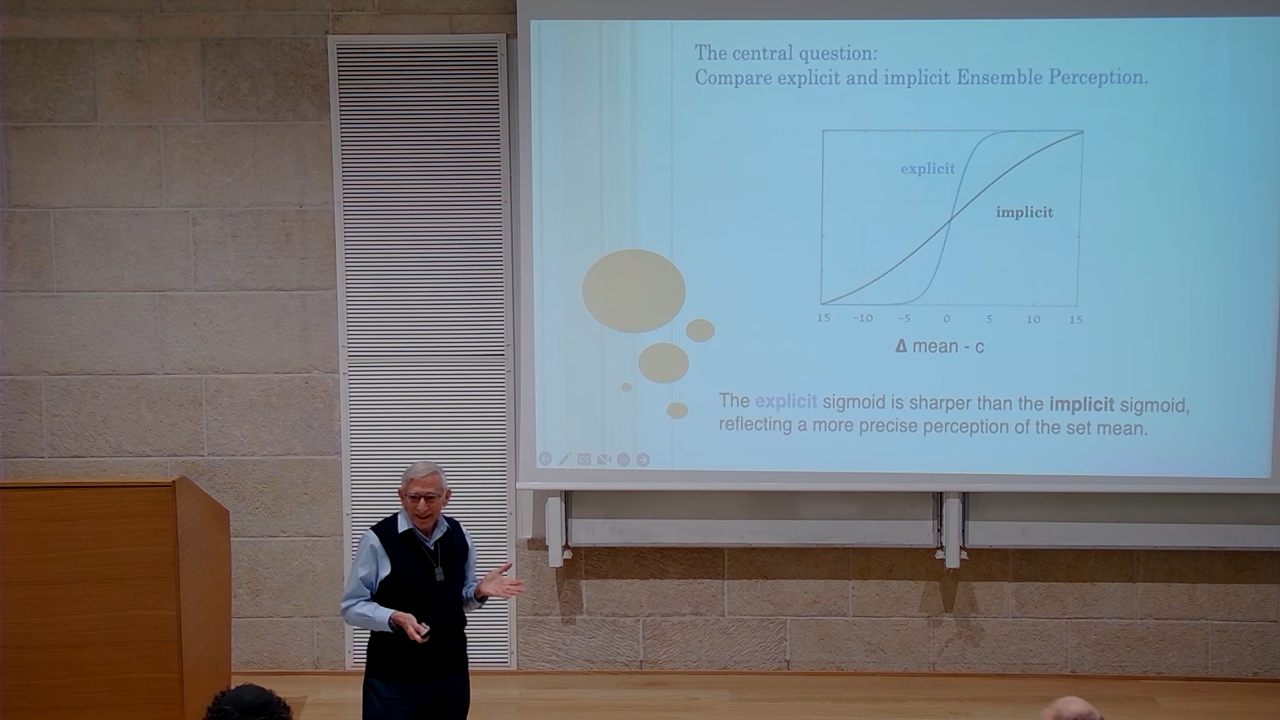 The central question:
Compare explicit and implicit Ensemble Perception.
explicit
implicit
15 -10 -5 0 5 10 15
Δ mean - c
The explicit sigmoid is sharper than the implicit sigmoid,
reflecting a more precise perception of the set mean.